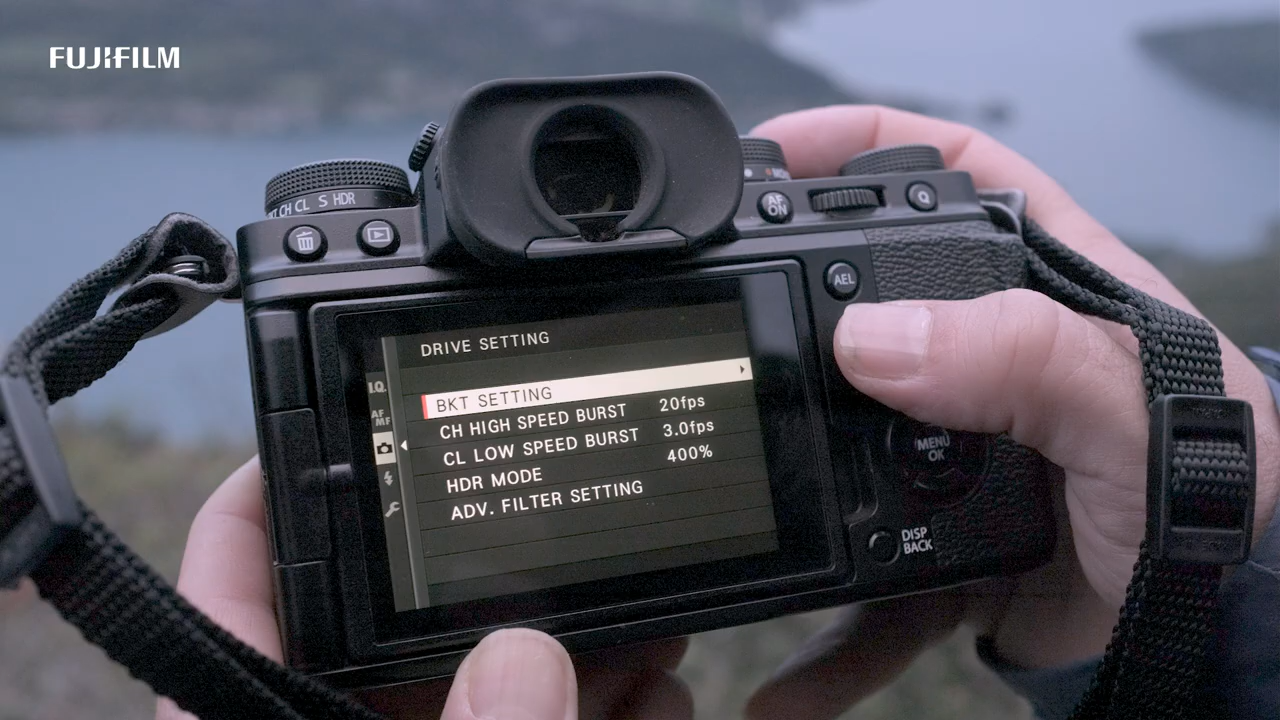 FUJIFILM
CH CL S HDR
AF
ON
Q
AEL
DRIVE SETTING
I.Q.
AF
MF
BKT SETTING
CH HIGH SPEED BURST 20fps
CL LOW SPEED BURST 3.0fps
HDR MODE 400%
ADV. FILTER SETTING
MENU
OK
DISP
BACK